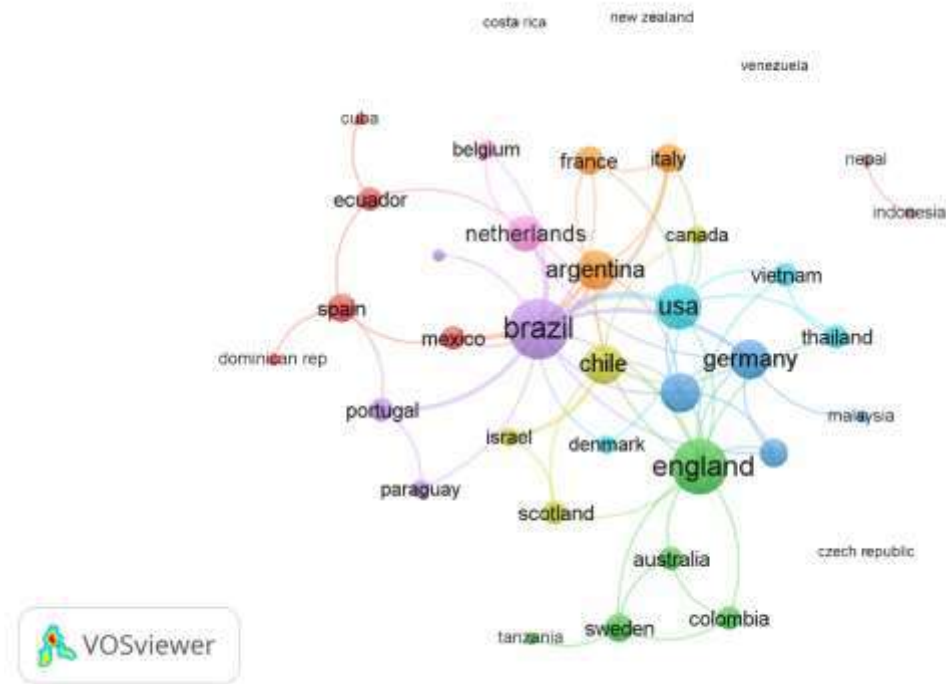 costa rica
new zealand
venezuela
cuba
belgium
france
italy
nepal
ecuador
indonesia
netherlands
canada
argentina
vietnam
spain
usa
brazil
mexico
thailand
dominican rep
chile
germany
portugal
malaysia
israel
denmark
england
paraguay
scotland
czech republic
australia
colombia
sweden
tanzania
VOSviewer